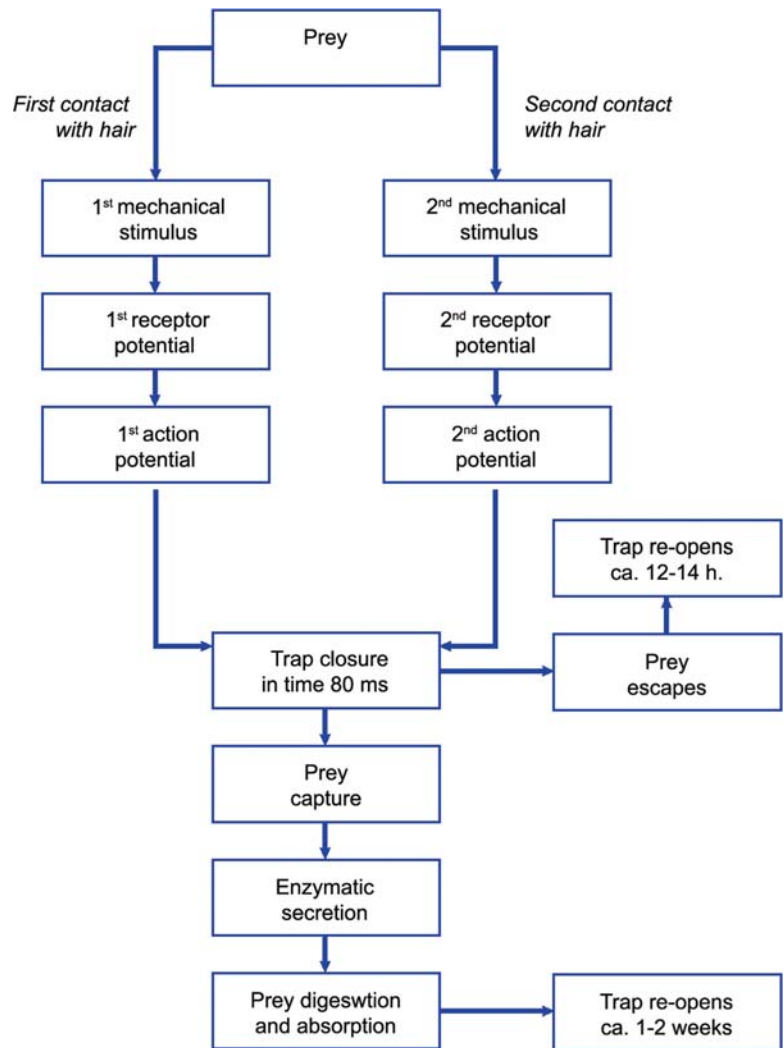 Prey
First contact
with hair
Second contact
with hair
1st mechanical
stimulus
2nd mechanical
stimulus
1st receptor
potential
2nd receptor
potential
1st action
potential
2nd action
potential
Trap re-opens
ca. 12-14 h.
Trap closure
in time 80 ms
Prey
escapes
Prey
capture
Enzymatic
secretion
Prey digeswtion
and absorption
Trap re-opens
ca. 1-2 weeks